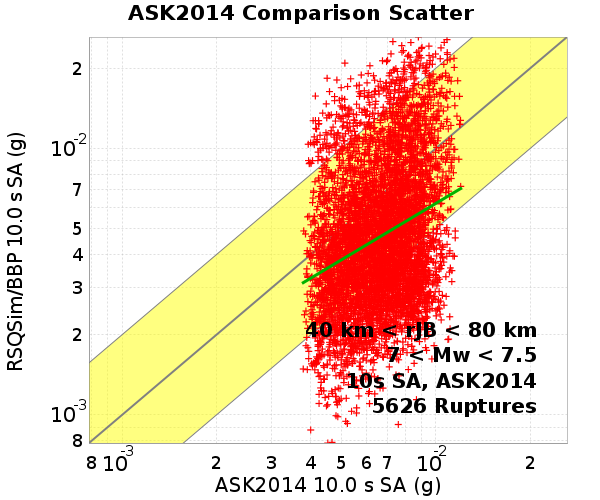 ASK2014 Comparison Scatter
RSQSim/BBP 10.0 s SA (g)
2
10-2
7
5
4
3
2
10-3
8
40 km < rJB < 80 km
7 < Mw < 7.5
10s SA, ASK2014
5626 Ruptures
8 10-3 2 3 4 5 6 7 10-2 2
ASK2014 10.0 s SA (g)